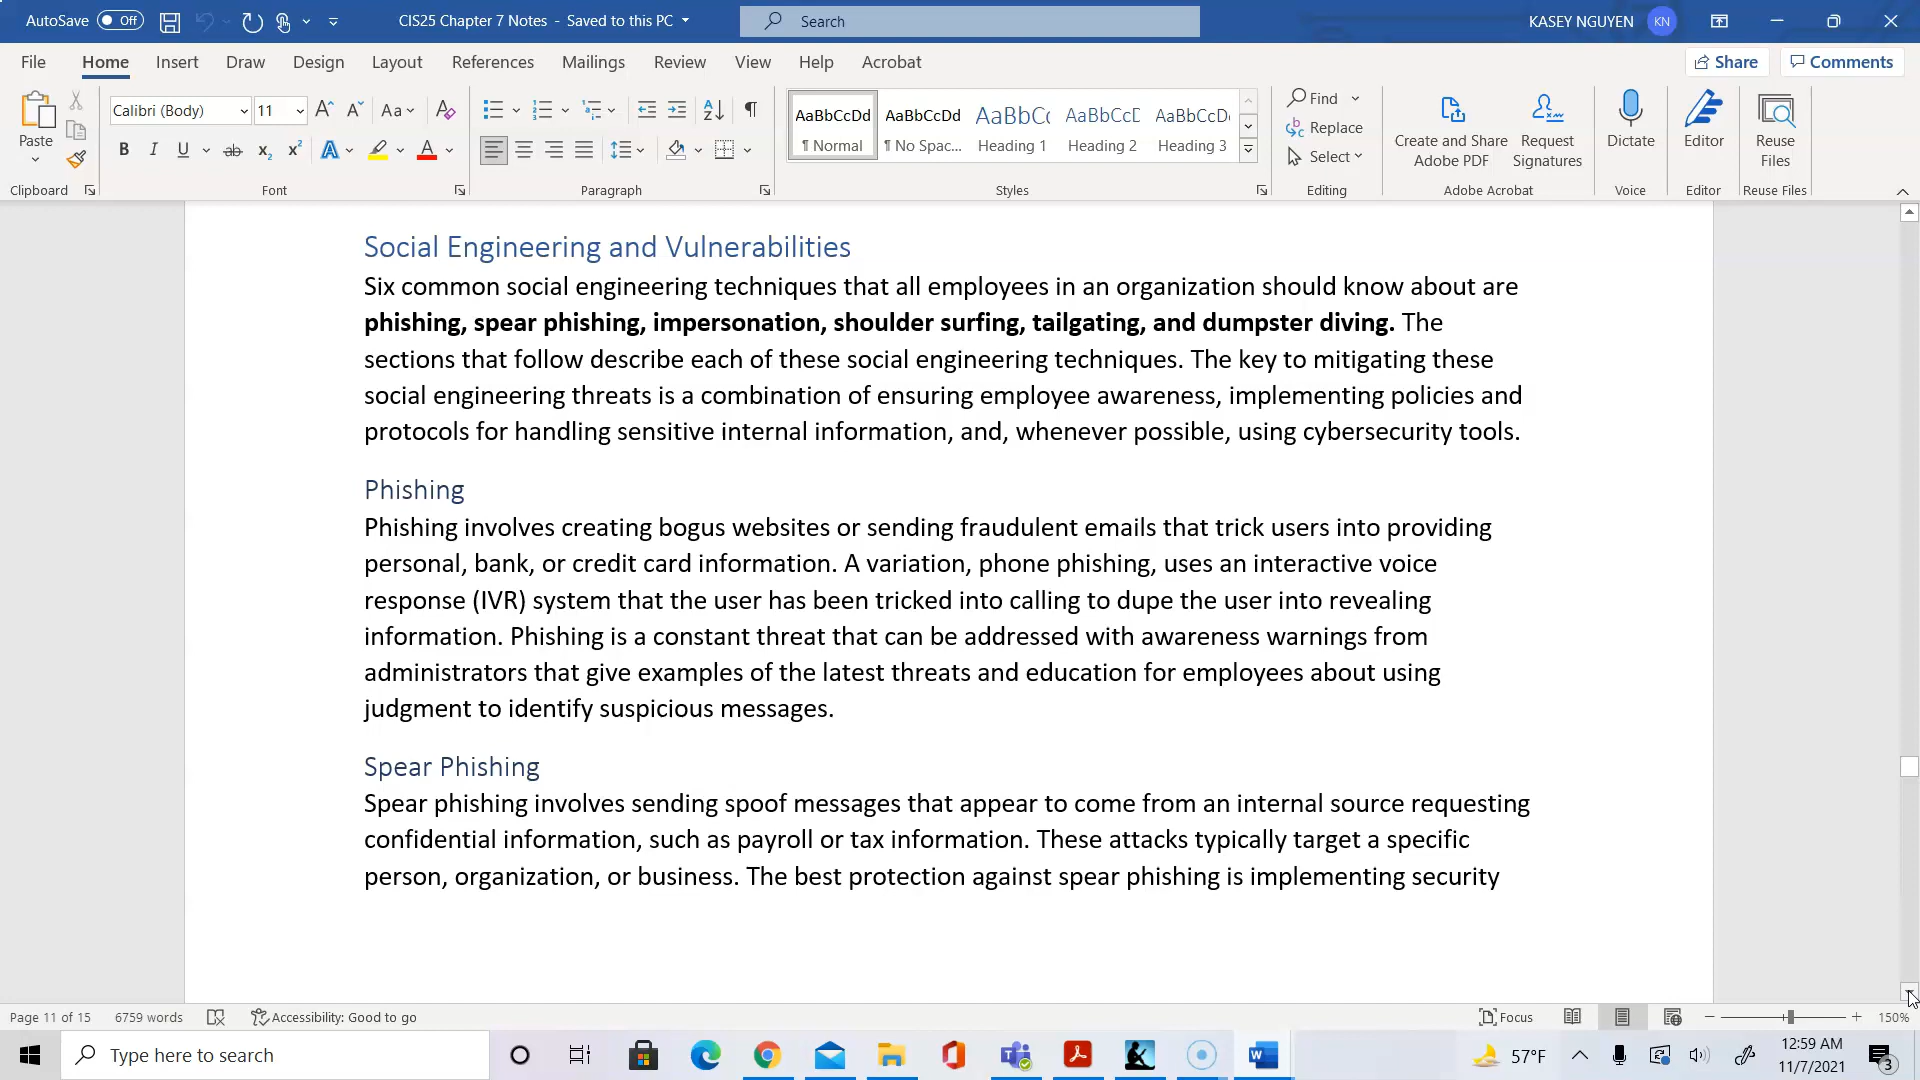 AutoSave Off CIS25 Chapter 7 Notes - Saved to this PC Search KASEY NGUYEN KN
File Home Insert Draw Design Layout References Mailings Review View Help Acrobat Share Comments
Paste Calibri (Body) 11 Aa AaBbCcDd AaBbCcDd AaBbCc AaBbCcD AaBbCcD Find
¶ Normal ¶ No Spac... Heading 1 Heading 2 Heading 3 Replace
Select
Create and Share Adobe PDF Request Signatures Dictate Editor Reuse Files
Clipboard Font Paragraph Styles Editing Adobe Acrobat Voice Editor Reuse Files
Social Engineering and Vulnerabilities
Six common social engineering techniques that all employees in an organization should know about are
phishing, spear phishing, impersonation, shoulder surfing, tailgating, and dumpster diving. The
sections that follow describe each of these social engineering techniques. The key to mitigating these
social engineering threats is a combination of ensuring employee awareness, implementing policies and
protocols for handling sensitive internal information, and, whenever possible, using cybersecurity tools.
Phishing
Phishing involves creating bogus websites or sending fraudulent emails that trick users into providing
personal, bank, or credit card information. A variation, phone phishing, uses an interactive voice
response (IVR) system that the user has been tricked into calling to dupe the user into revealing
information. Phishing is a constant threat that can be addressed with awareness warnings from
administrators that give examples of the latest threats and education for employees about using
judgment to identify suspicious messages.
Spear Phishing
Spear phishing involves sending spoof messages that appear to come from an internal source requesting
confidential information, such as payroll or tax information. These attacks typically target a specific
person, organization, or business. The best protection against spear phishing is implementing security
Page 11 of 15 6759 words Accessibility: Good to go Focus 150%
Type here to search 57°F 12:59 AM
11/7/2021 3